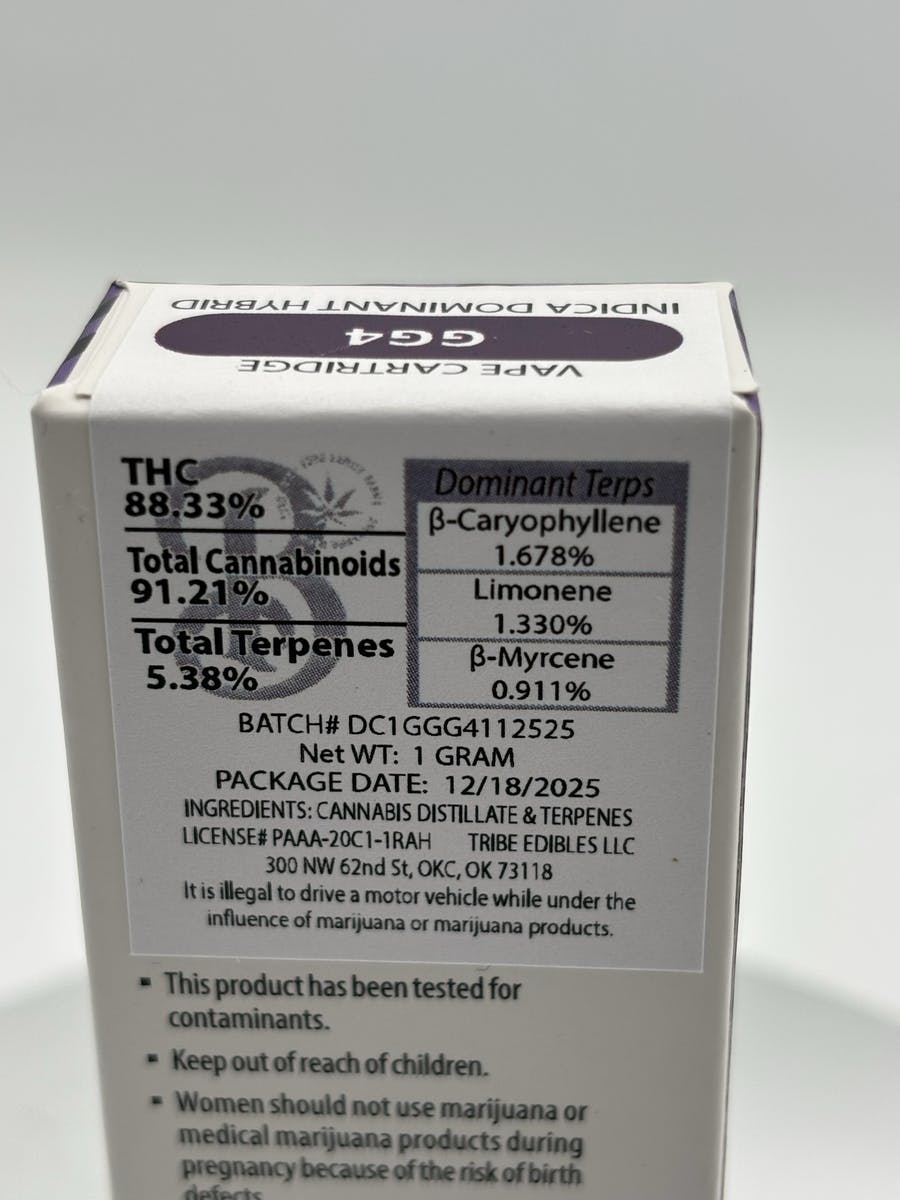 INDICA DOMINANT HYBRID
GG4
VAPE CARTRIDGE
THC
88.33%
Total Cannabinoids
91.21%
Total Terpenes
5.38%
Dominant Terps
β-Caryophyllene
1.678%
Limonene
1.330%
β-Myrcene
0.911%
BATCH# DC1GGG4112525
Net WT: 1 GRAM
PACKAGE DATE: 12/18/2025
INGREDIENTS: CANNABIS DISTILLATE & TERPENES
LICENSE# PAAA-20C1-1RAH TRIBE EDIBLES LLC
300 NW 62nd St, OKC, OK 73118
It is illegal to drive a motor vehicle while under the
influence of marijuana or marijuana products.
▪ This product has been tested for
contaminants.
▪ Keep out of reach of children.
▪ Women should not use marijuana or
medical marijuana products during
pregnancy because of the risk of birth
defects